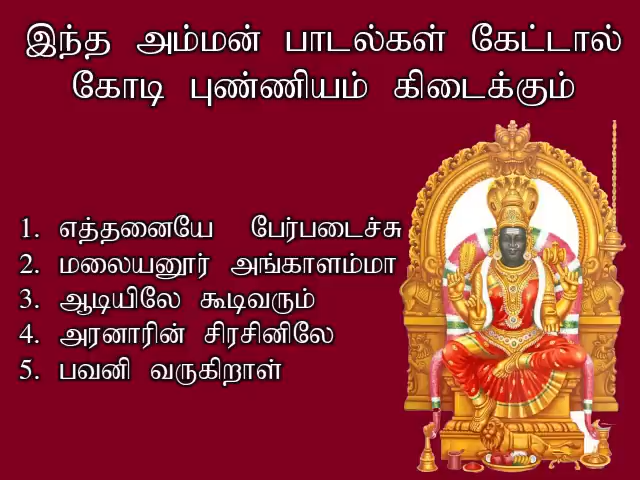 இந்த அம்மன் பாடல்கள் கேட்டால்
கோடி புண்ணியம் கிடைக்கும்
1. எத்தனையே பேர்படைச்சு
2. மலையனூர் அங்காளம்மா
3. ஆடியிலே கூடிவரும்
4. அரனாரின் சிரசினிலே
5. பவனி வருகிறாள்